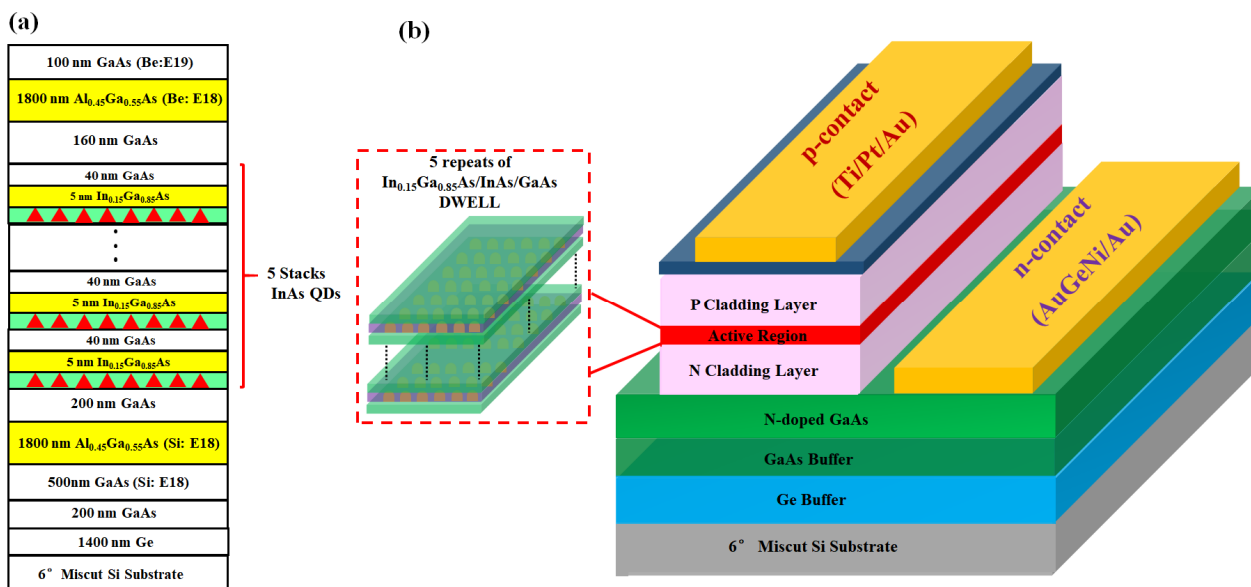 (a)
100 nm GaAs (Be:E19)
1800 nm Al₀.₄₅Ga₀.₅₅As (Be: E18)
160 nm GaAs
40 nm GaAs
5 nm In₀.₁₅Ga₀.₈₅As
40 nm GaAs
5 nm In₀.₁₅Ga₀.₈₅As
40 nm GaAs
5 nm In₀.₁₅Ga₀.₈₅As
200 nm GaAs
1800 nm Al₀.₄₅Ga₀.₅₅As (Si: E18)
500nm GaAs (Si: E18)
200 nm GaAs
1400 nm Ge
6° Miscut Si Substrate
5 Stacks
InAs QDs
(b)
5 repeats of
In₀.₁₅Ga₀.₈₅As/InAs/GaAs
DWELL
p-contact
(Ti/Pt/Au)
n-contact
(AuGeNi/Au)
P Cladding Layer
Active Region
N Cladding Layer
N-doped GaAs
GaAs Buffer
Ge Buffer
6° Miscut Si Substrate